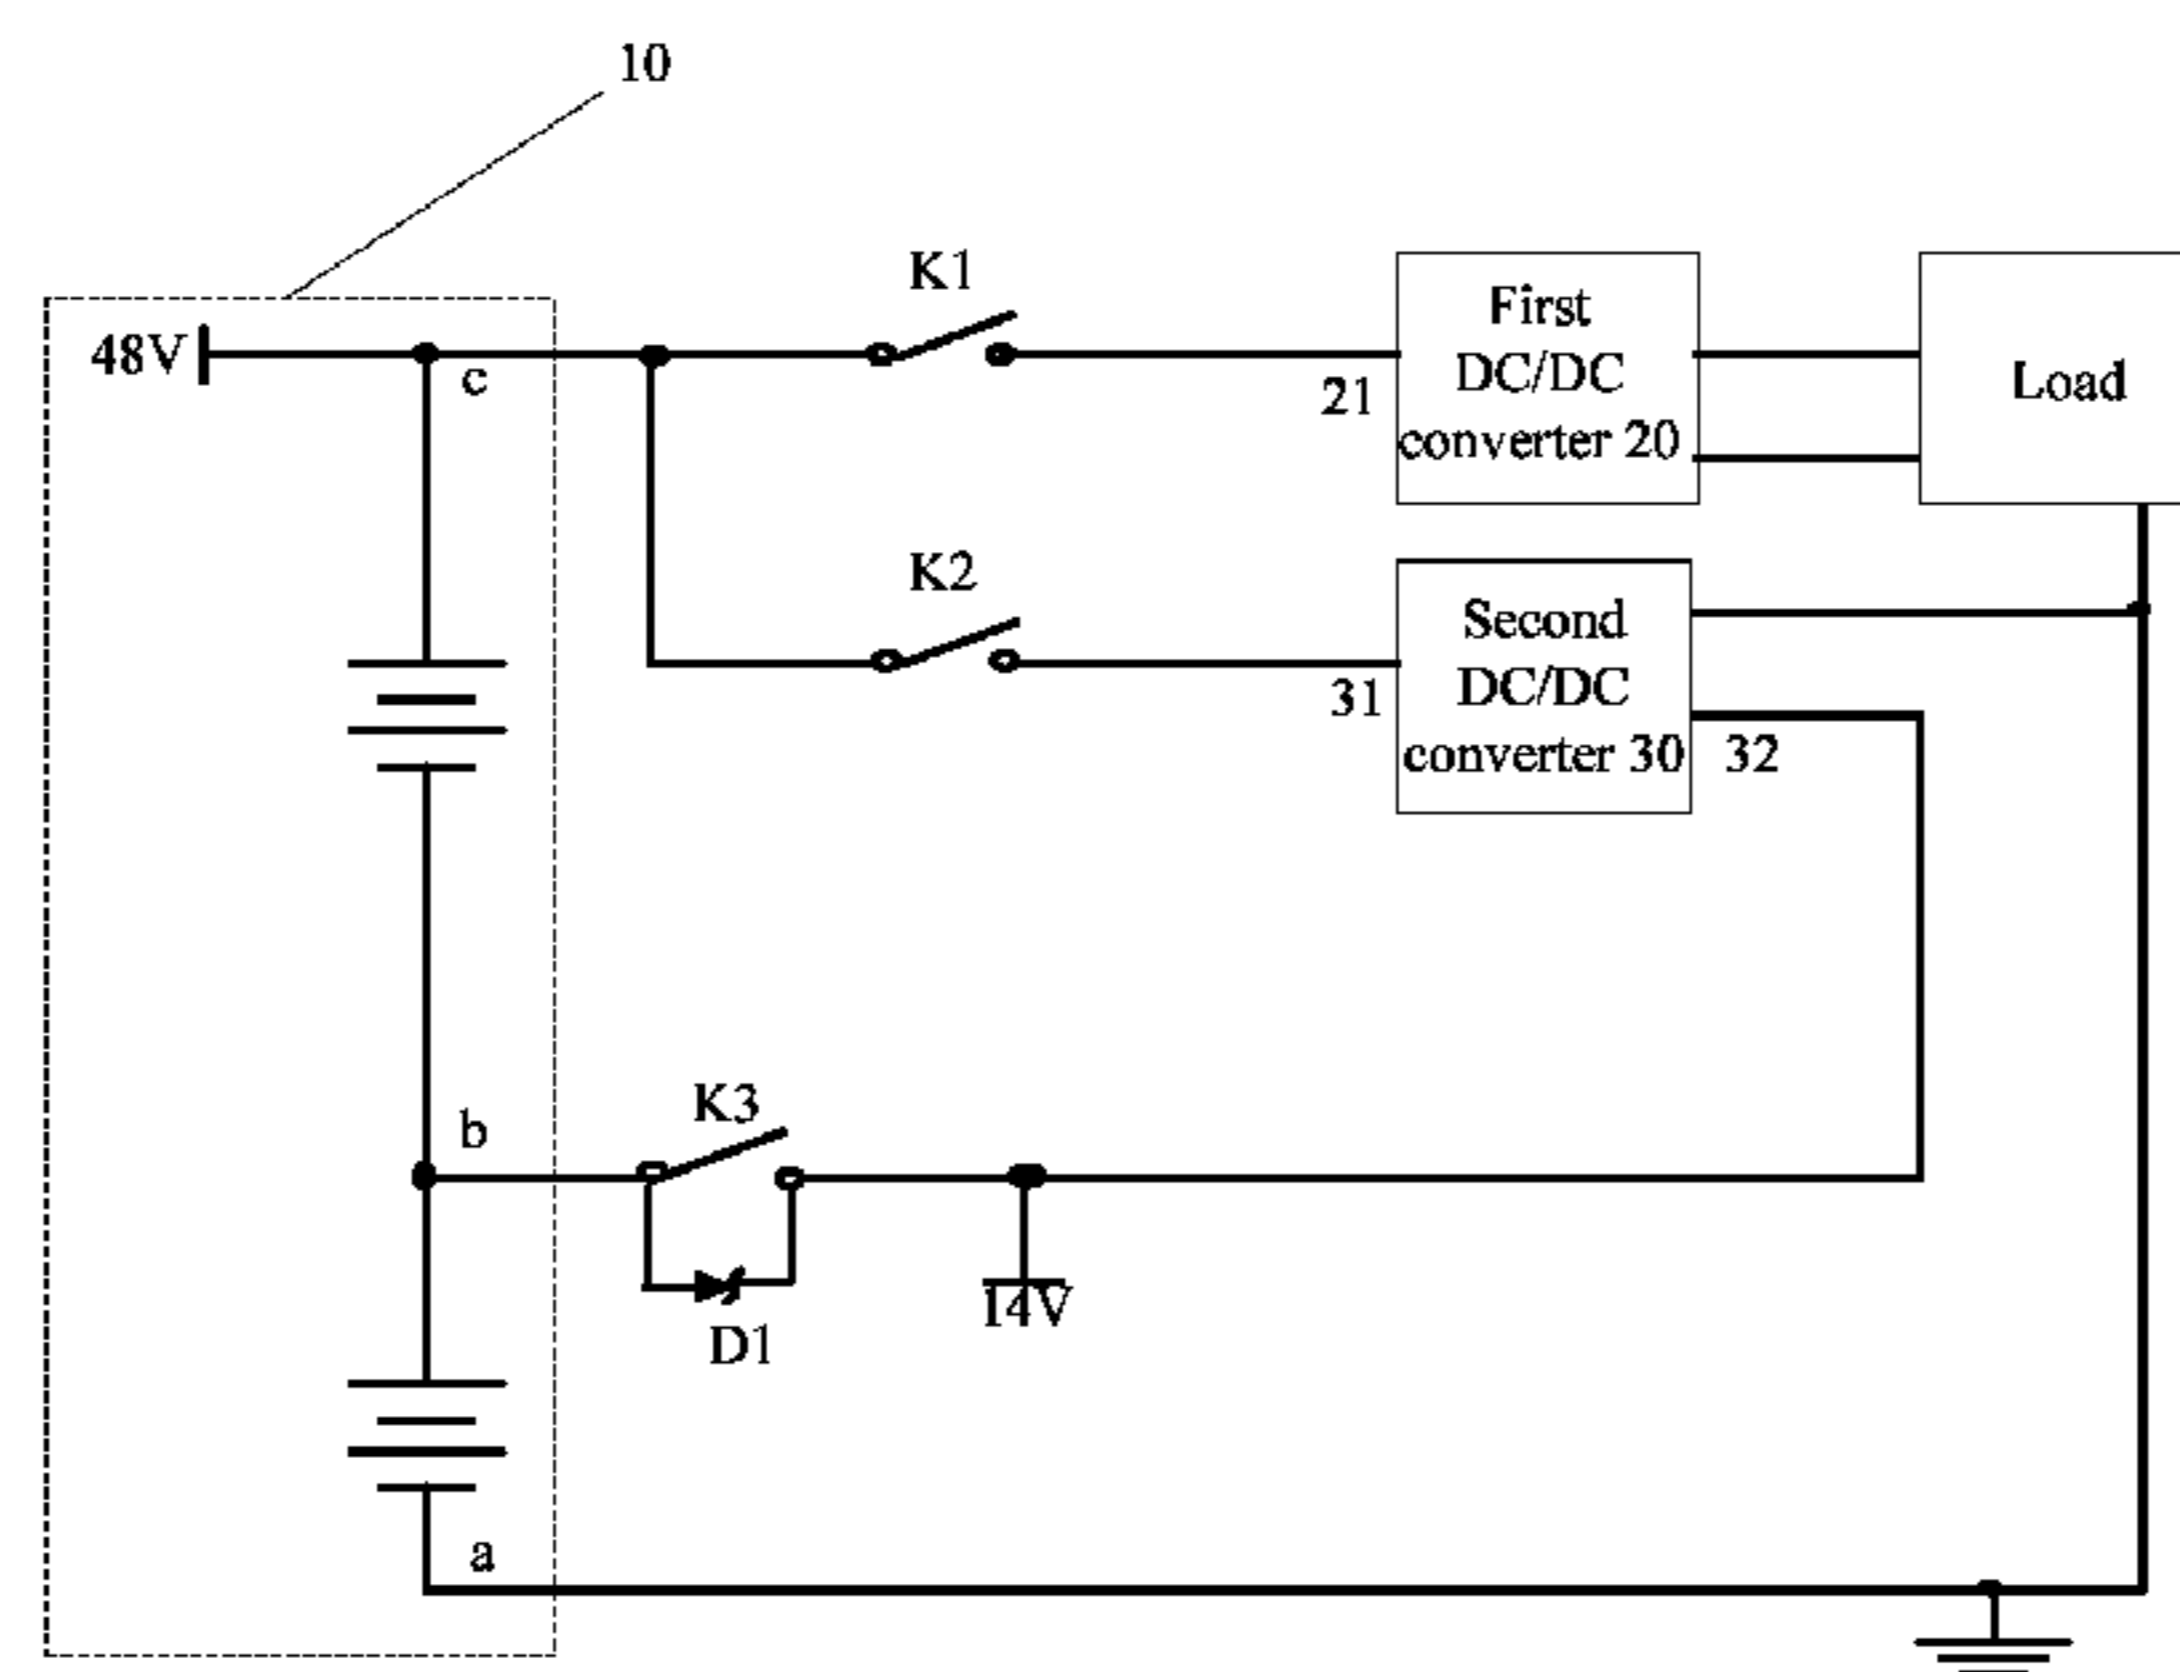 10
48V
c
K1
21
First
DC/DC
converter 20
Load
K2
31
Second
DC/DC
converter 30
32
b
K3
D1
14V
a